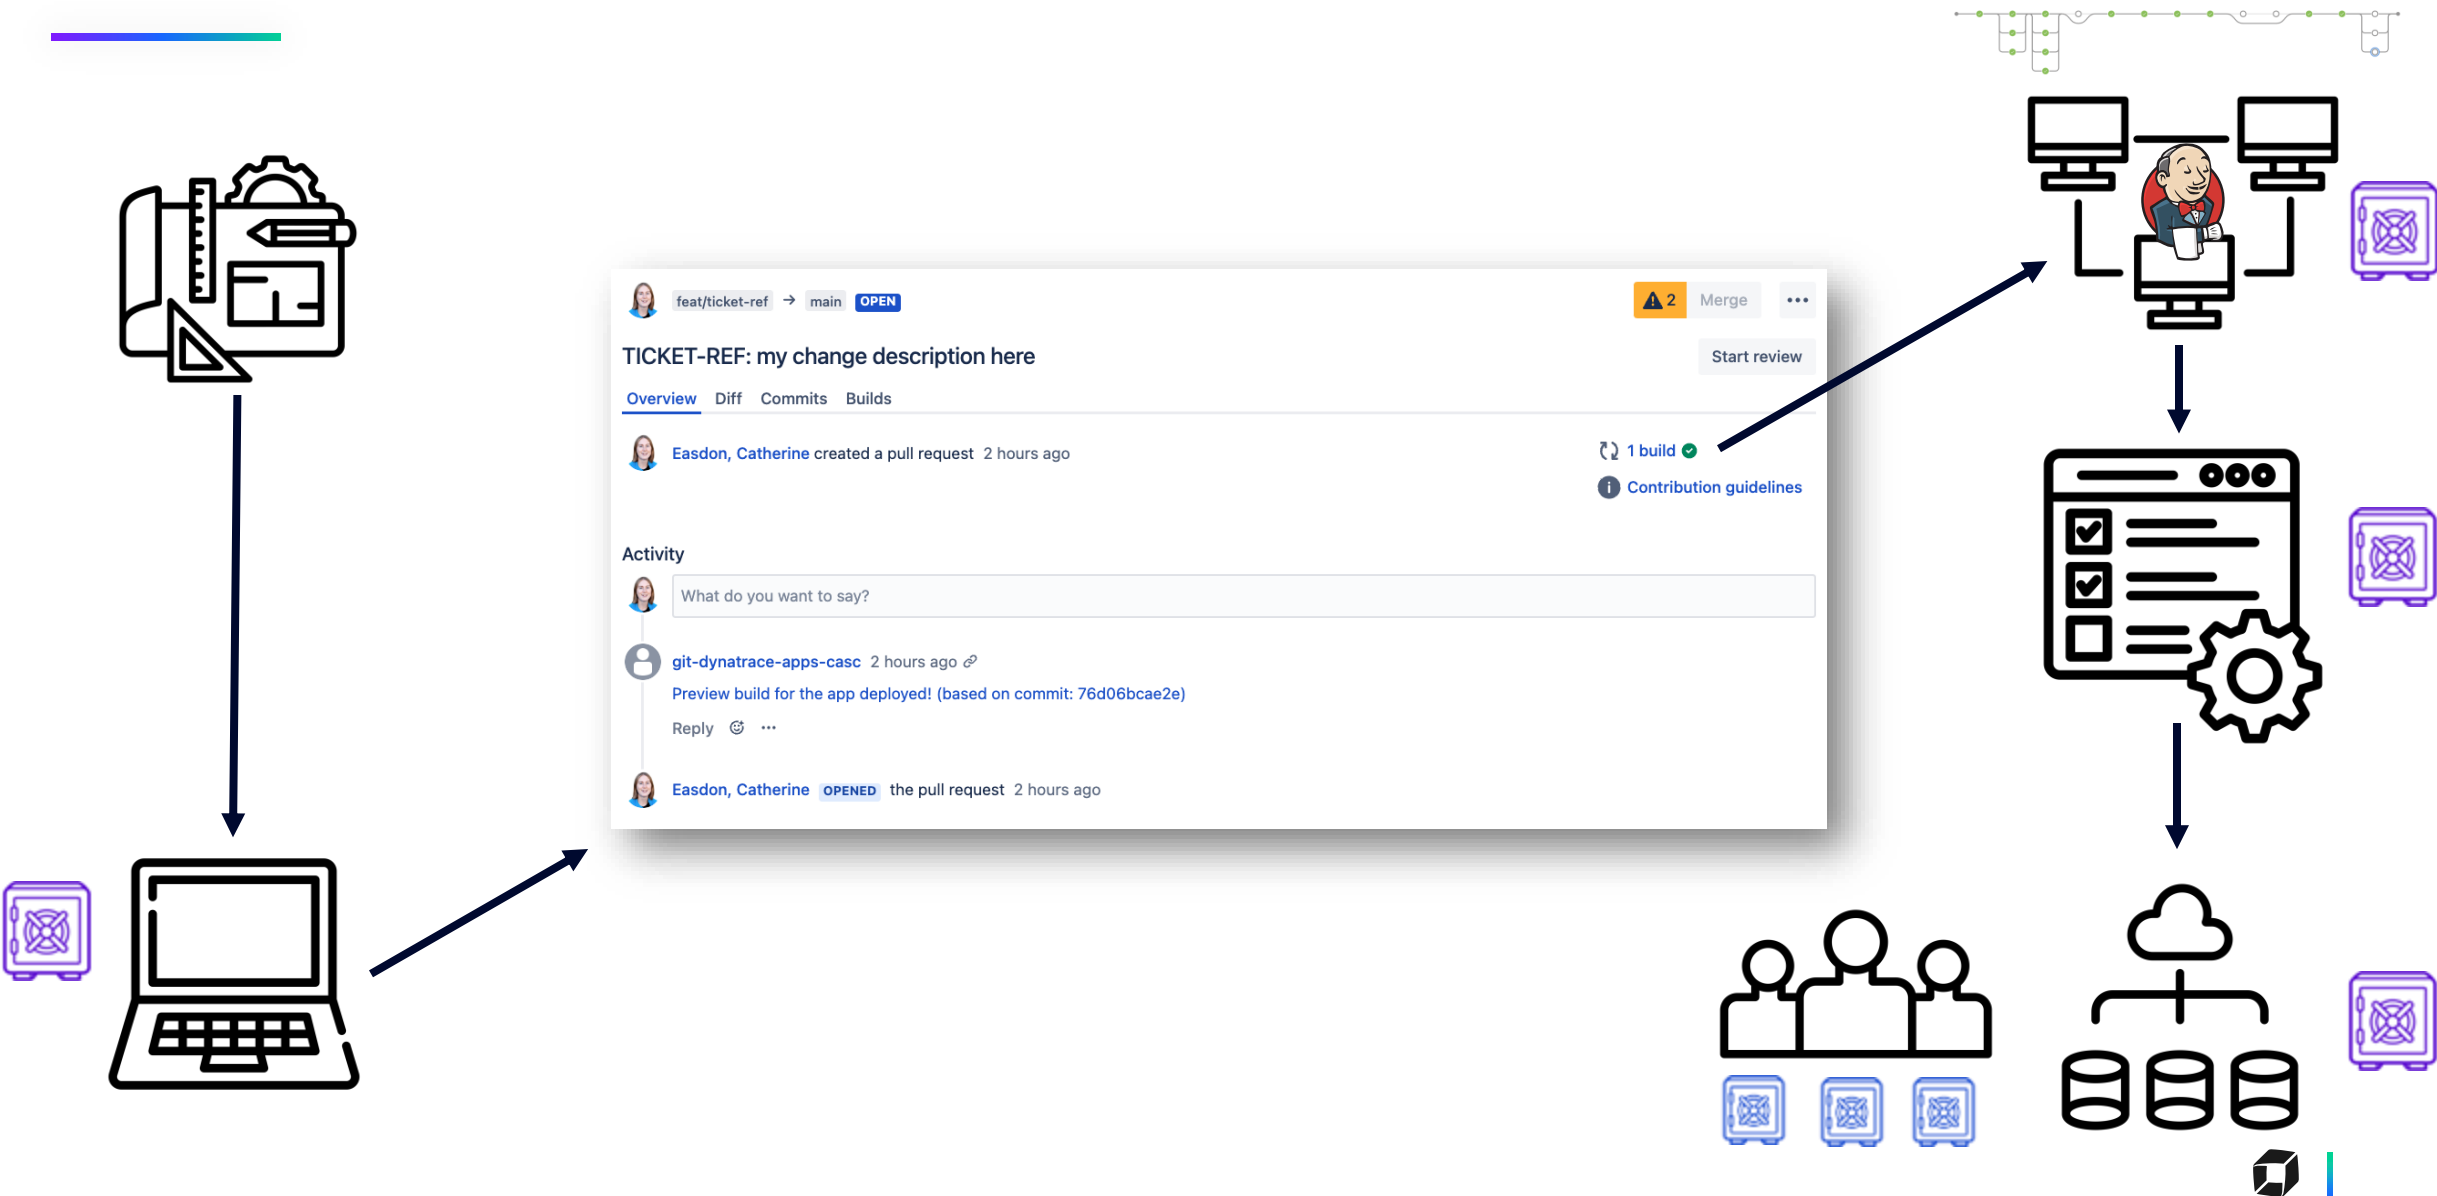 feat/ticket-ref → main OPEN
2 Merge
TICKET-REF: my change description here
Start review
Overview Diff Commits Builds
Easdon, Catherine created a pull request 2 hours ago
1 build
Contribution guidelines
Activity
What do you want to say?
git-dynatrace-apps-casc 2 hours ago
Preview build for the app deployed! (based on commit: 76d06bcae2e)
Reply
Easdon, Catherine OPENED the pull request 2 hours ago